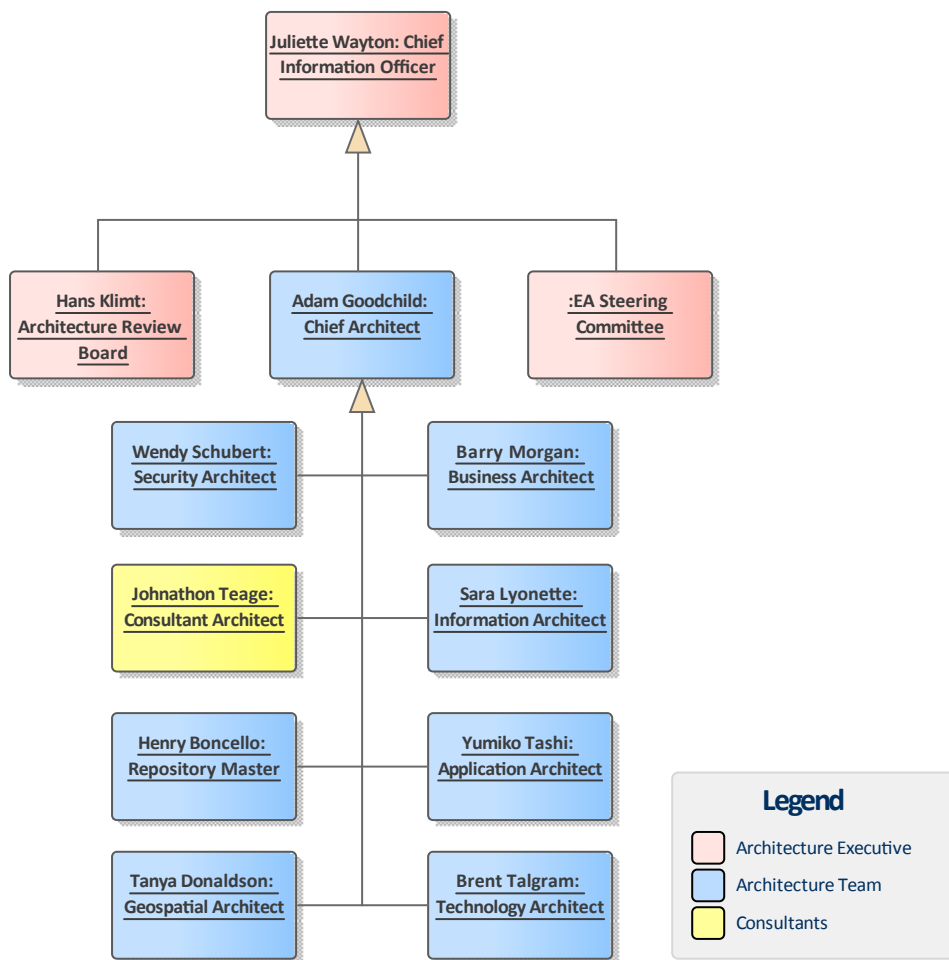 Juliette Wayton: Chief
Information Officer
Hans Klimt:
Architecture Review
Board
Adam Goodchild:
Chief Architect
:EA Steering
Committee
Wendy Schubert:
Security Architect
Barry Morgan:
Business Architect
Johnathon Teage:
Consultant Architect
Sara Lyonette:
Information Architect
Henry Boncello:
Repository Master
Yumiko Tashi:
Application Architect
Tanya Donaldson:
Geospatial Architect
Brent Talgram:
Technology Architect
Legend
Architecture Executive
Architecture Team
Consultants